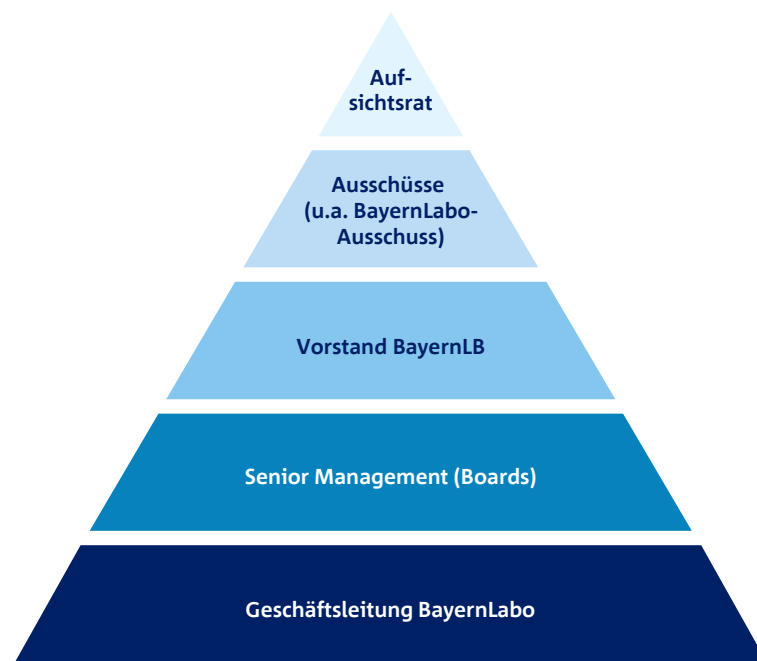 Auf-
sichtsrat
Ausschüsse
(u.a. BayernLabo-
Ausschuss)
Vorstand BayernLB
Senior Management (Boards)
Geschäftsleitung BayernLabo